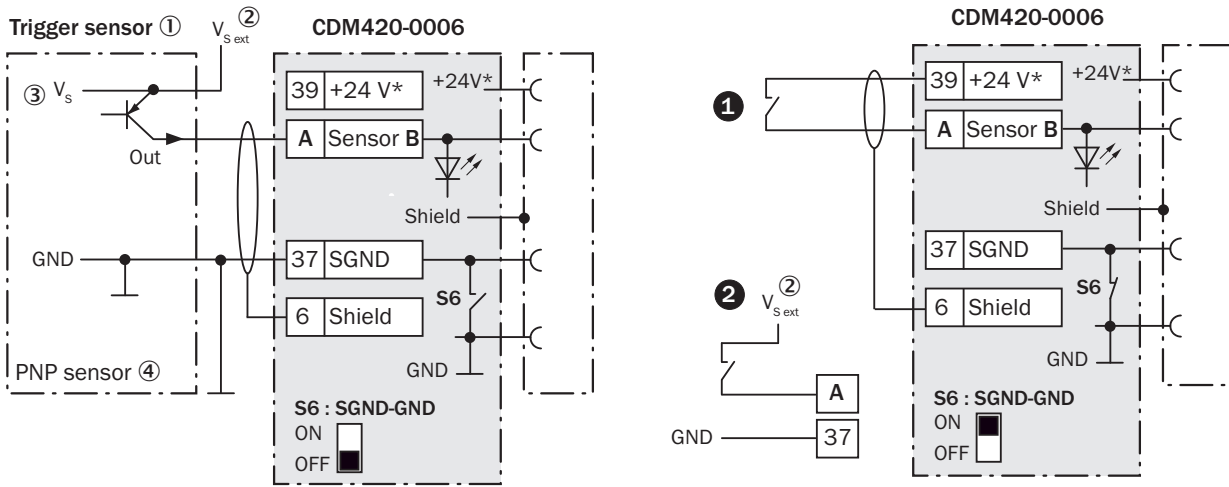 Trigger sensor ①
V S ext ②
CDM420-0006
③ V S
39 +24 V*
+24V*
A Sensor B
Out
Shield
GND
37 SGND
S6
6 Shield
GND
PNP sensor ④
S6 : SGND-GND
ON
OFF
CDM420-0006
❶
39 +24 V*
+24V*
A Sensor B
Shield
37 SGND
❷
V S ext ②
S6
6 Shield
GND
A
GND
37
S6 : SGND-GND
ON
OFF